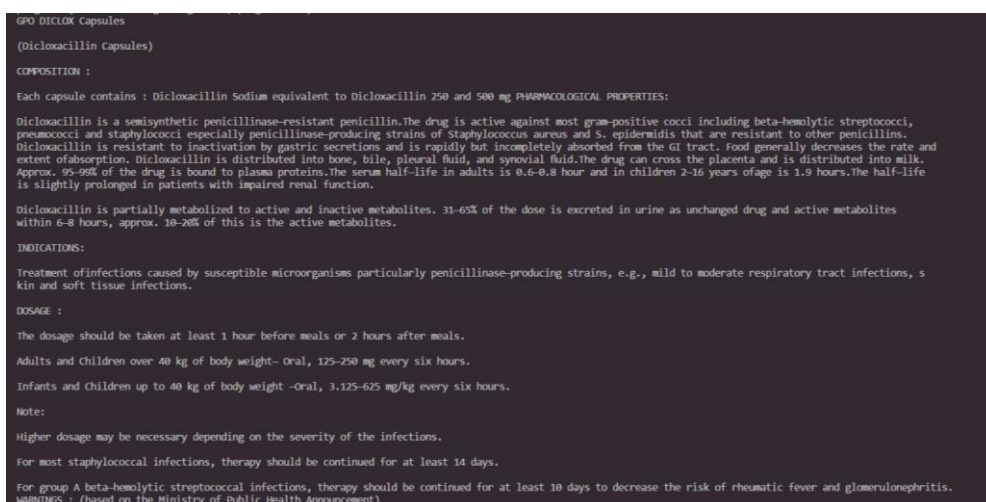 GPO DICLOX Capsules
(Dicloxacillin Capsules)
COMPOSITION :
Each capsule contains : Dicloxacillin Sodium equivalent to Dicloxacillin 250 and 500 mg PHARMACOLOGICAL PROPERTIES:
Dicloxacillin is a semisynthetic penicillinase-resistant penicillin.The drug is active against most gram-positive cocci including beta-hemolytic streptococci,
pneumococci and staphylococci especially penicillinase-producing strains of Staphylococcus aureus and S. epidermidis that are resistant to other penicillins.
Dicloxacillin is resistant to inactivation by gastric secretions and is rapidly but incompletely absorbed from the GI tract. Food generally decreases the rate and
extent ofabsorption. Dicloxacillin is distributed into bone, bile, pleural fluid, and synovial fluid.The drug can cross the placenta and is distributed into milk.
Approx. 95-99% of the drug is bound to plasma proteins.The serum half-life in adults is 0.6-0.8 hour and in children 2-16 years ofage is 1.9 hours.The half-life
is slightly prolonged in patients with impaired renal function.
Dicloxacillin is partially metabolized to active and inactive metabolites. 31-65% of the dose is excreted in urine as unchanged drug and active metabolites
within 6-8 hours, approx. 10-20% of this is the active metabolites.
INDICATIONS:
Treatment ofinfections caused by susceptible microorganisms particularly penicillinase-producing strains, e.g., mild to moderate respiratory tract infections, s
kin and soft tissue infections.
DOSAGE :
The dosage should be taken at least 1 hour before meals or 2 hours after meals.
Adults and Children over 40 kg of body weight— Oral, 125-250 mg every six hours.
Infants and Children up to 40 kg of body weight -Oral, 3.125-625 mg/kg every six hours.
Note:
Higher dosage may be necessary depending on the severity of the infections.
For most staphylococcal infections, therapy should be continued for at least 14 days.
For group A beta-hemolytic streptococcal infections, therapy should be continued for at least 10 days to decrease the risk of rheumatic fever and glomerulonephritis.
WARNINGS : (based on the Ministry of Public Health Announcement)